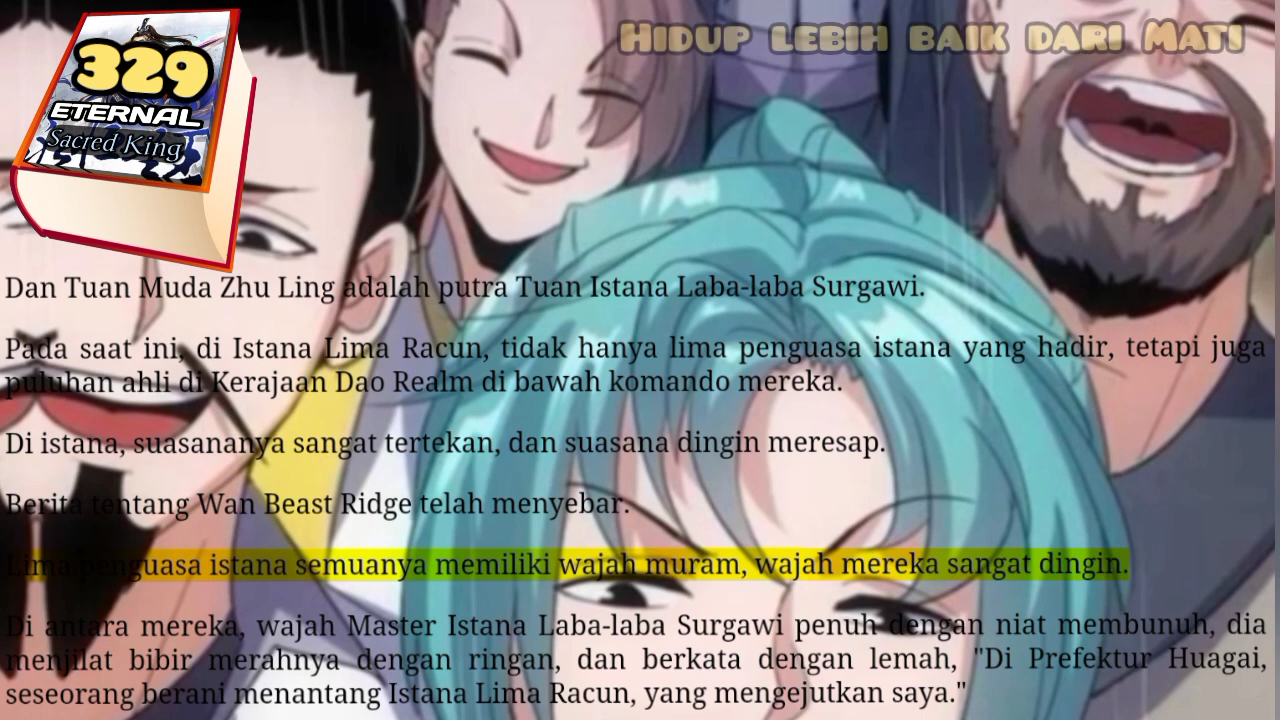 Hidup lebih baik dari Mati
329
ETERNAL
Sacred King
Dan Tuan Muda Zhu Ling adalah putra Tuan Istana Laba-laba Surgawi.
Pada saat ini, di Istana Lima Racun, tidak hanya lima penguasa istana yang hadir, tetapi juga
puluhan ahli di Kerajaan Dao Realm di bawah komando mereka.
Di istana, suasananya sangat tertekan, dan suasana dingin meresap.
Berita tentang Wan Beast Ridge telah menyebar.
Lima penguasa istana semuanya memiliki wajah muram, wajah mereka sangat dingin.
Di antara mereka, wajah Master Istana Laba-laba Surgawi penuh dengan niat membunuh, dia
menjilat bibir merahnya dengan ringan, dan berkata dengan lemah, "Di Prefektur Huagai,
seseorang berani menantang Istana Lima Racun, yang mengejutkan saya."